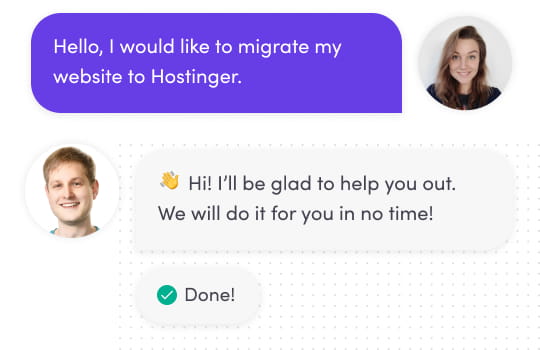 Hello, I would like to migrate my
website to Hostinger.
👋 Hi! I’ll be glad to help you out.
We will do it for you in no time!
Done!